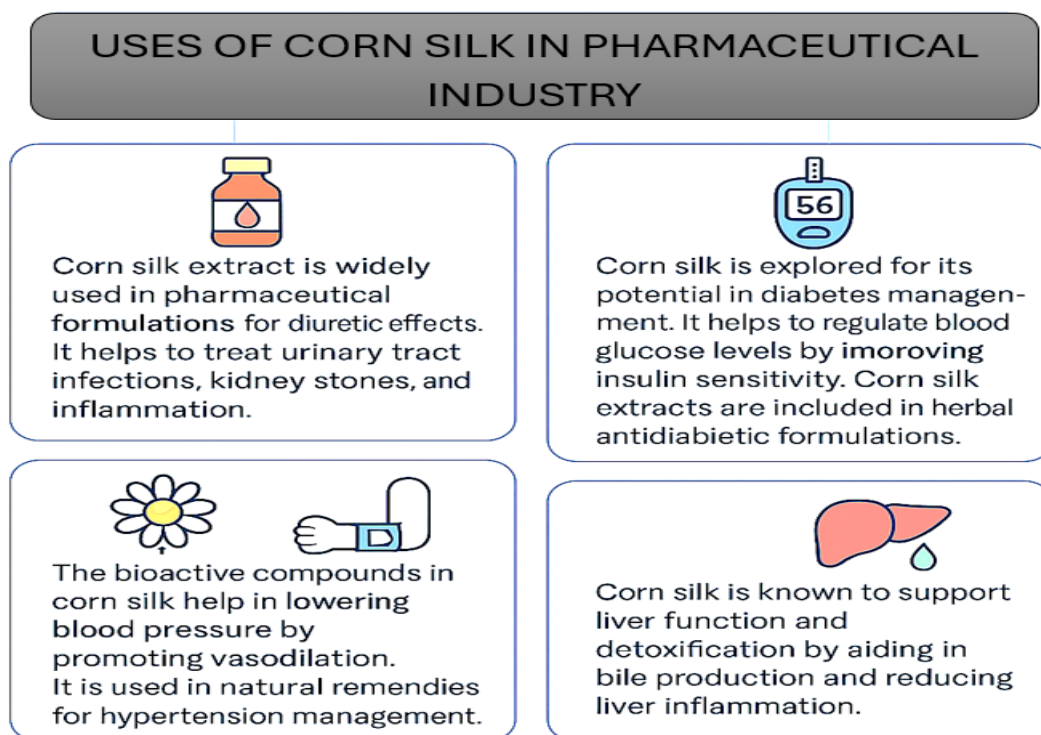 USES OF CORN SILK IN PHARMACEUTICAL
INDUSTRY
Corn silk extract is widely
used in pharmaceutical
formulations for diuretic effects.
It helps to treat urinary tract
infections, kidney stones, and
inflammation.
56
Corn silk is explored for its
potential in diabetes managen-
ment. It helps to regulate blood
glucose levels by imoroving
insulin sensitivity. Corn silk
extracts are included in herbal
antidiabietic formulations.
The bioactive compounds in
corn silk help in lowering
blood pressure by
promoting vasodilation.
It is used in natural remendies
for hypertension management.
Corn silk is known to support
liver function and
detoxification by aiding in
bile production and reducing
liver inflammation.